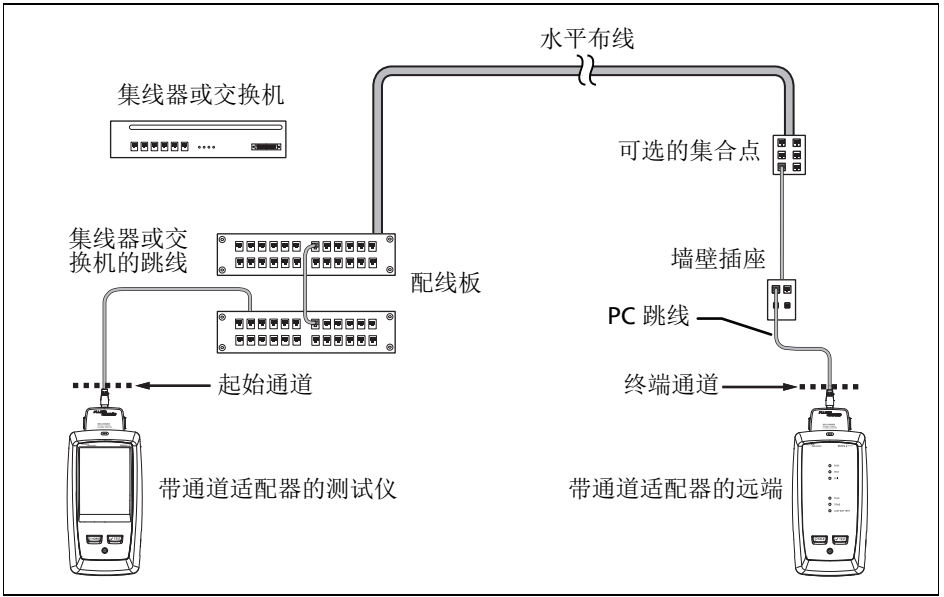 水平布线
集线器或交换机
可选的集合点
集线器或交
换机的跳线
墙壁插座
配线板
PC 跳线
起始通道
终端通道
带通道适配器的测试仪
带通道适配器的远端